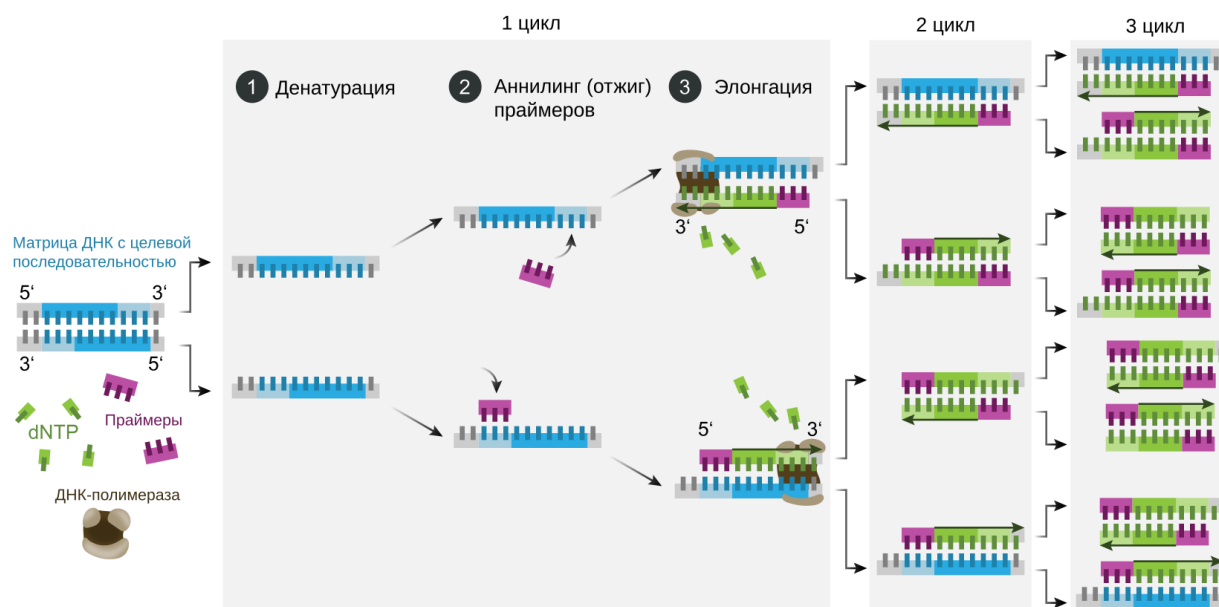 1 цикл
2 цикл
3 цикл
1 Денатурация
2 Аннилинг (отжиг)
праймеров
3 Элонгация
Матрица ДНК с целевой
последовательностью
5‘ 3‘
3‘ 5‘
3‘ 5‘
5‘ 3‘
Праймеры
dNTP
ДНК-полимераза